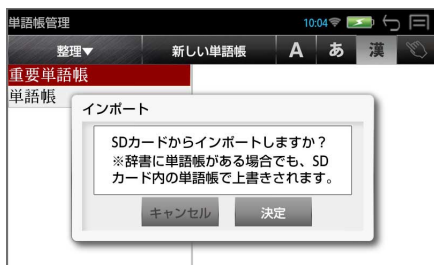 単語帳管理 10:04
整理▼ 新しい単語帳 A あ 漢
重要単語帳
単語帳
インポート
SDカードからインポートしますか？
※辞書に単語帳がある場合でも、SD
カード内の単語帳で上書きされます。
キャンセル 決定